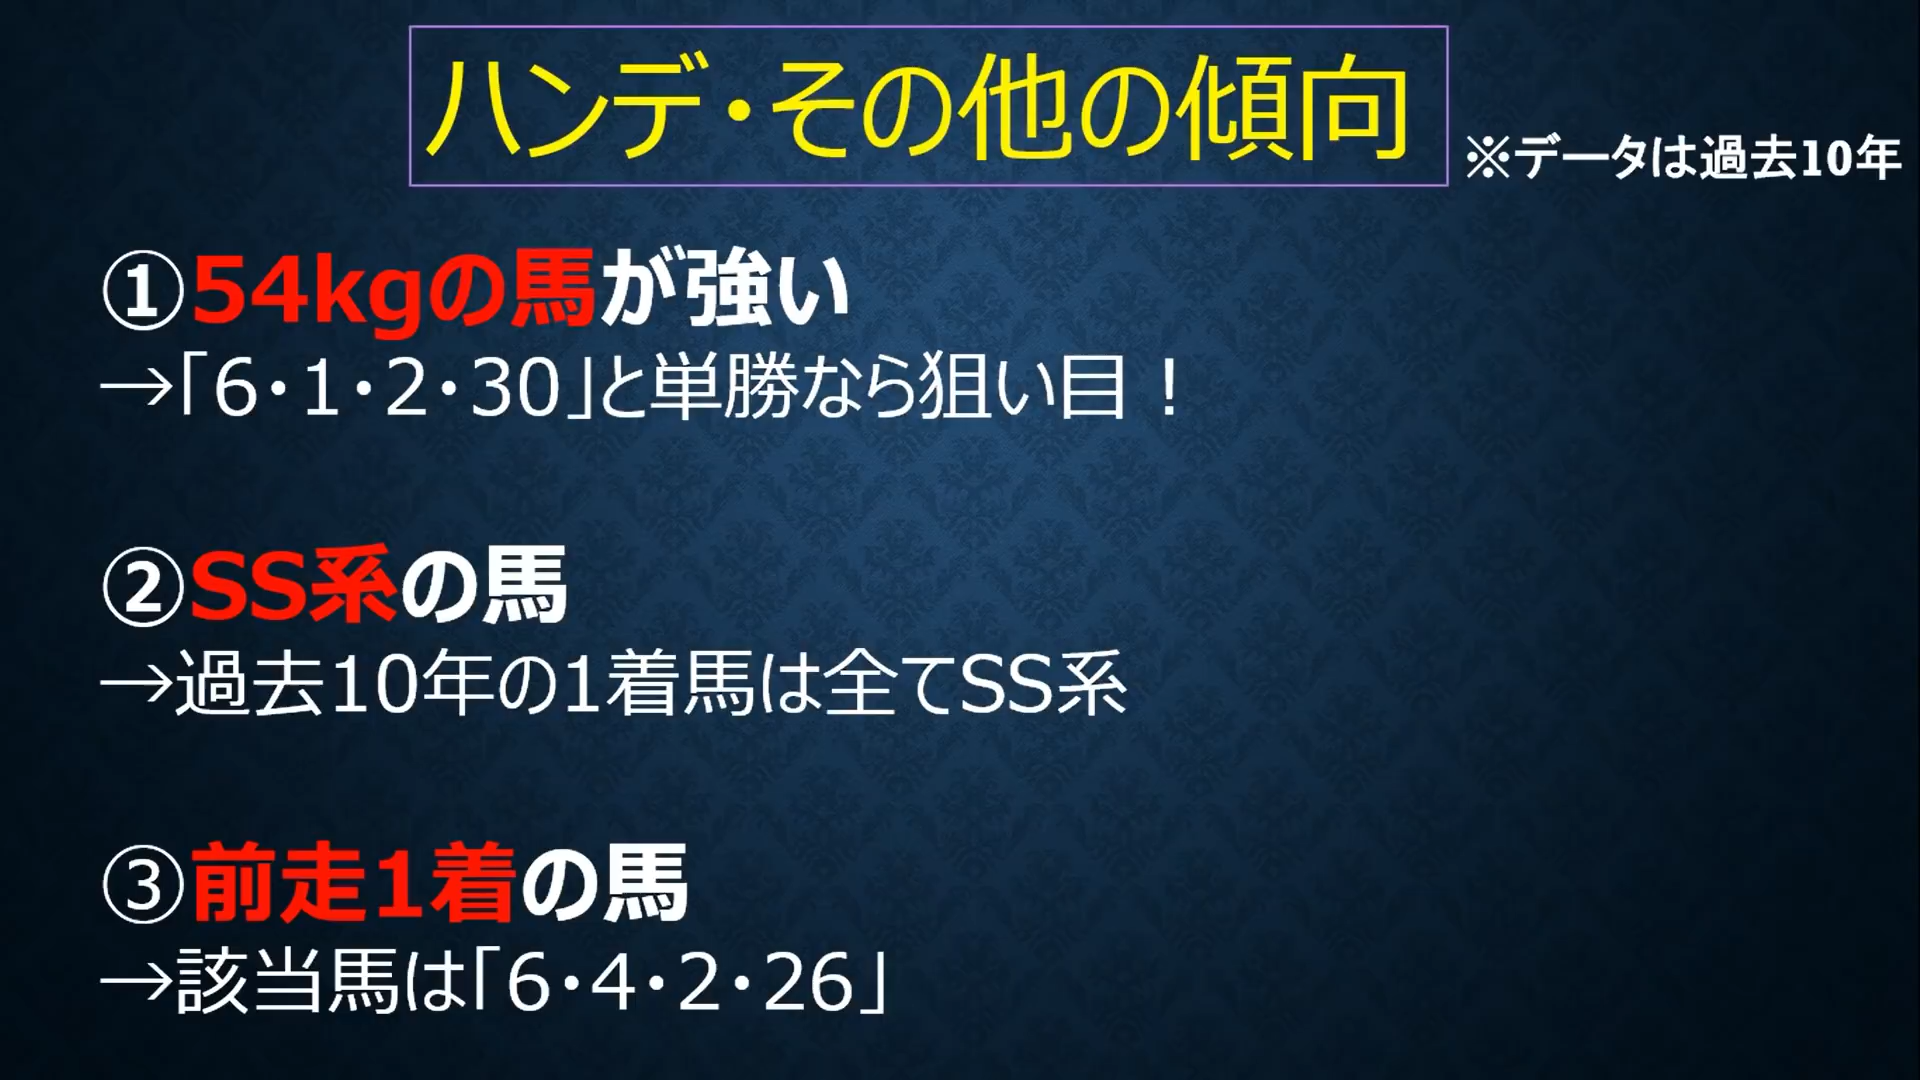 ハンデ・その他の傾向
※データは過去10年
①54kgの馬が強い
→「6・1・2・30」と単勝なら狙い目！
②SS系の馬
→過去10年の1着馬は全てSS系
③前走1着の馬
→該当馬は「6・4・2・26」